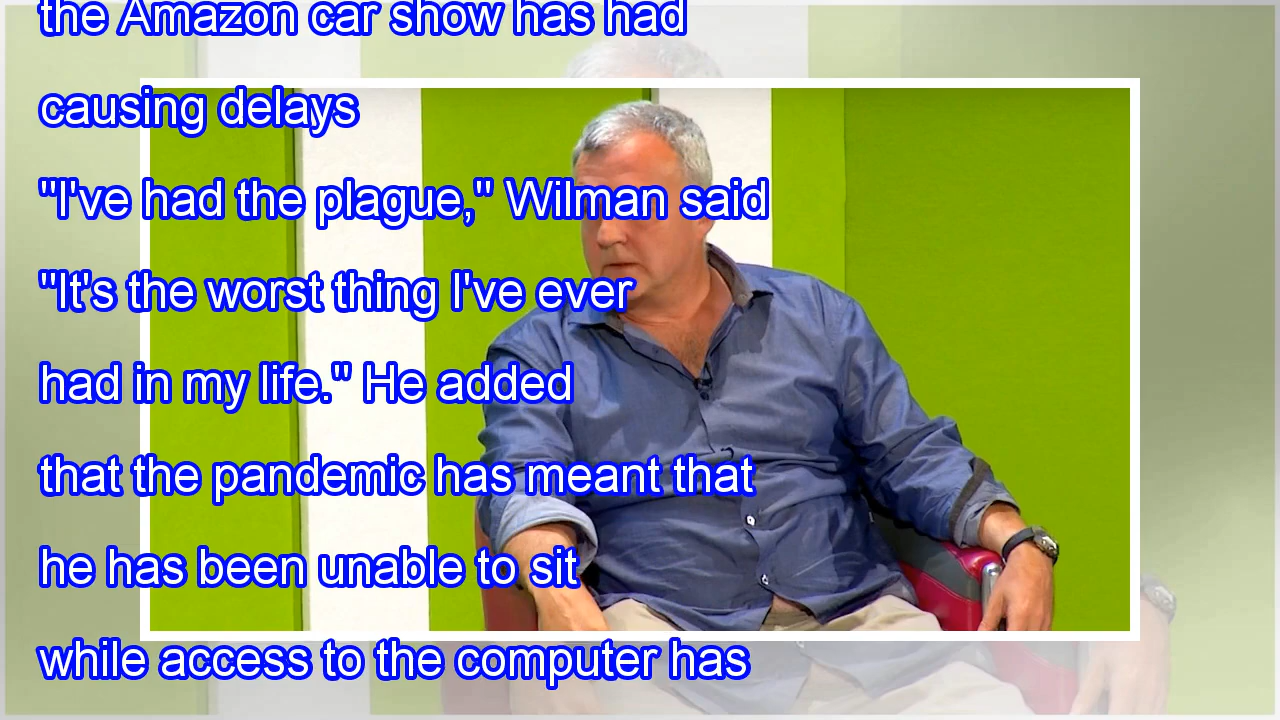 the Amazon car show has had
causing delays
"I've had the plague," Wilman said
"It's the worst thing I've ever
had in my life." He added
that the pandemic has meant that
he has been unable to sit
while access to the computer has